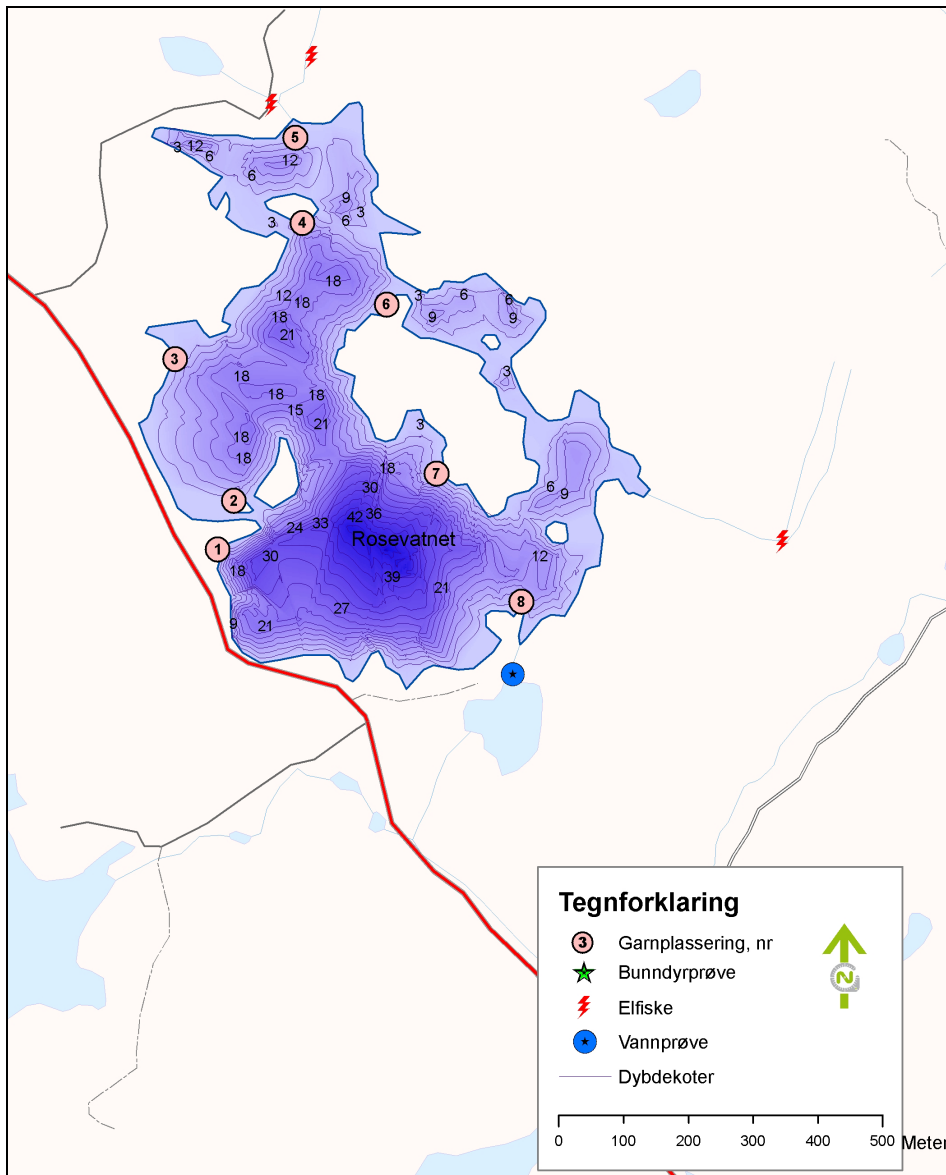 5
3 12 6
12
6
9
3
3 4 6
18
12 18 3 6 6
6
18 9 9
21
3
3
18
18 18
15
21 3
18
18 18
7
30 6 9
2
42 36
24 33
Rosevatnet
1
30 12
18
39
21
8
27
9 21
Tegnforklaring
3 Garnplassering, nr
N
Bunndyrprøve
Elfiske
Vannprøve
Dybdekoter
0 100 200 300 400 500 Meter